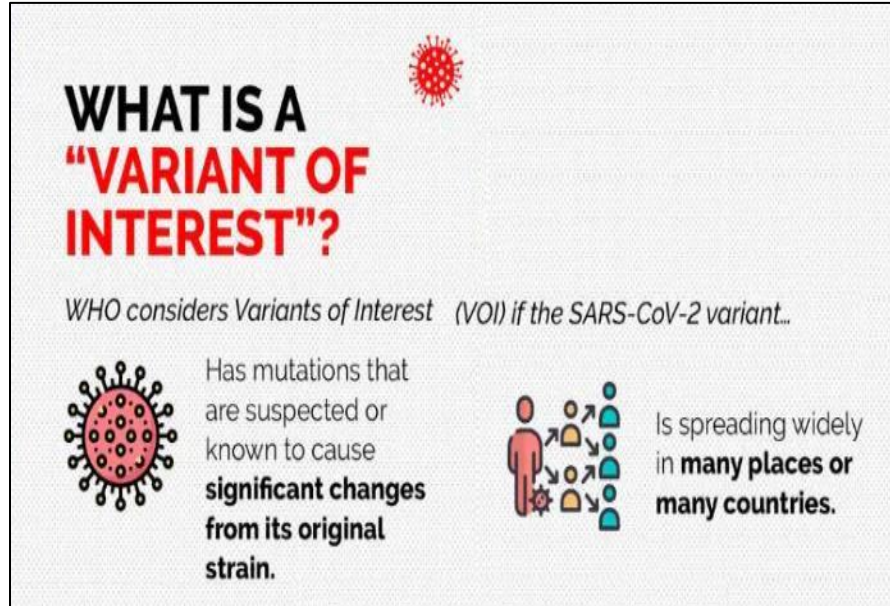 WHAT IS A
“VARIANT OF
INTEREST”?
WHO considers Variants of Interest (VOI) if the SARS-CoV-2 variant...
Has mutations that
are suspected or
known to cause
significant changes
from its original
strain.
Is spreading widely
in many places or
many countries.